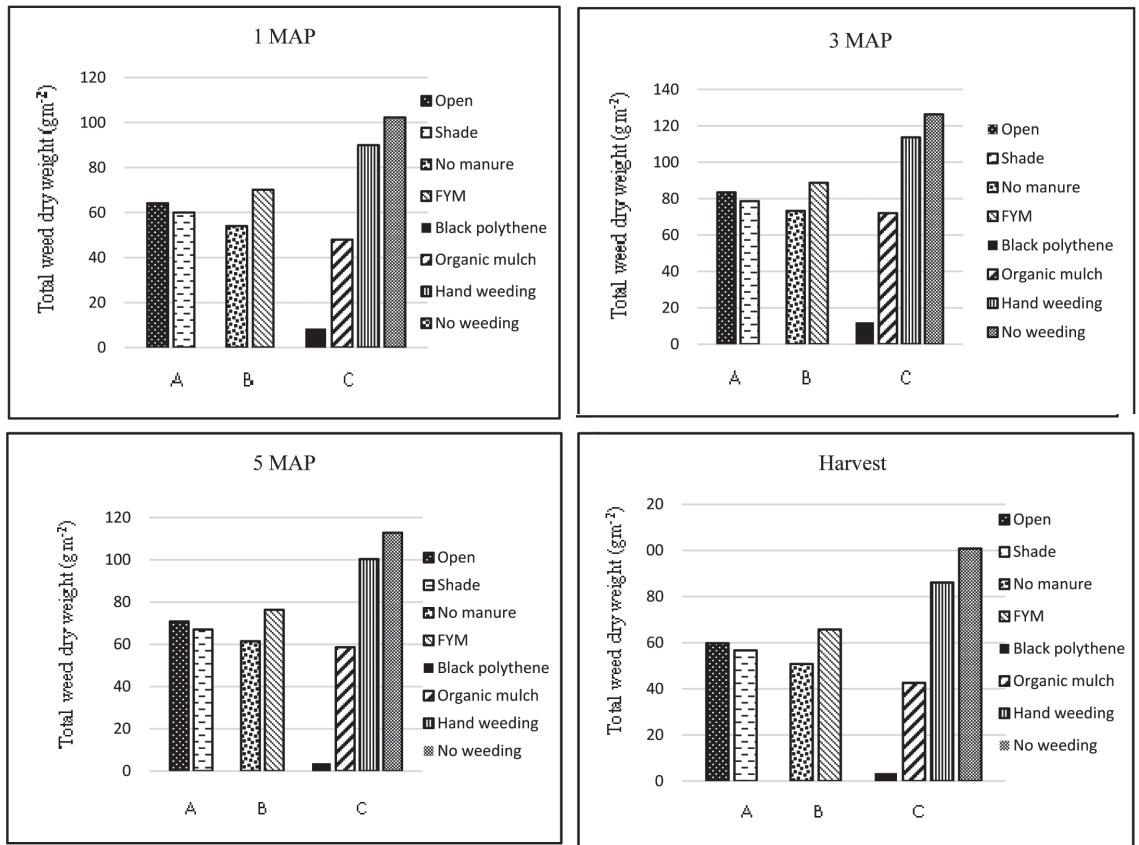 1 MAP
Total weed dry weight (gm⁻²)
120
100
80
60
40
20
0
A B C
Open
Shade
No manure
FYM
Black polythene
Organic mulch
Hand weeding
No weeding
3 MAP
Total weed dry weight (gm⁻²)
140
120
100
80
60
40
20
0
A B C
Open
Shade
No manure
FYM
Black polythene
Organic mulch
Hand weeding
No weeding
5 MAP
Total weed dry weight (gm⁻²)
120
100
80
60
40
20
0
A B C
Open
Shade
No manure
FYM
Black polythene
Organic mulch
Hand weeding
No weeding
Harvest
Total weed dry weight (gm⁻²)
20
00
80
60
40
20
0
A B C
Open
Shade
No manure
FYM
Black polythene
Organic mulch
Hand weeding
No weeding